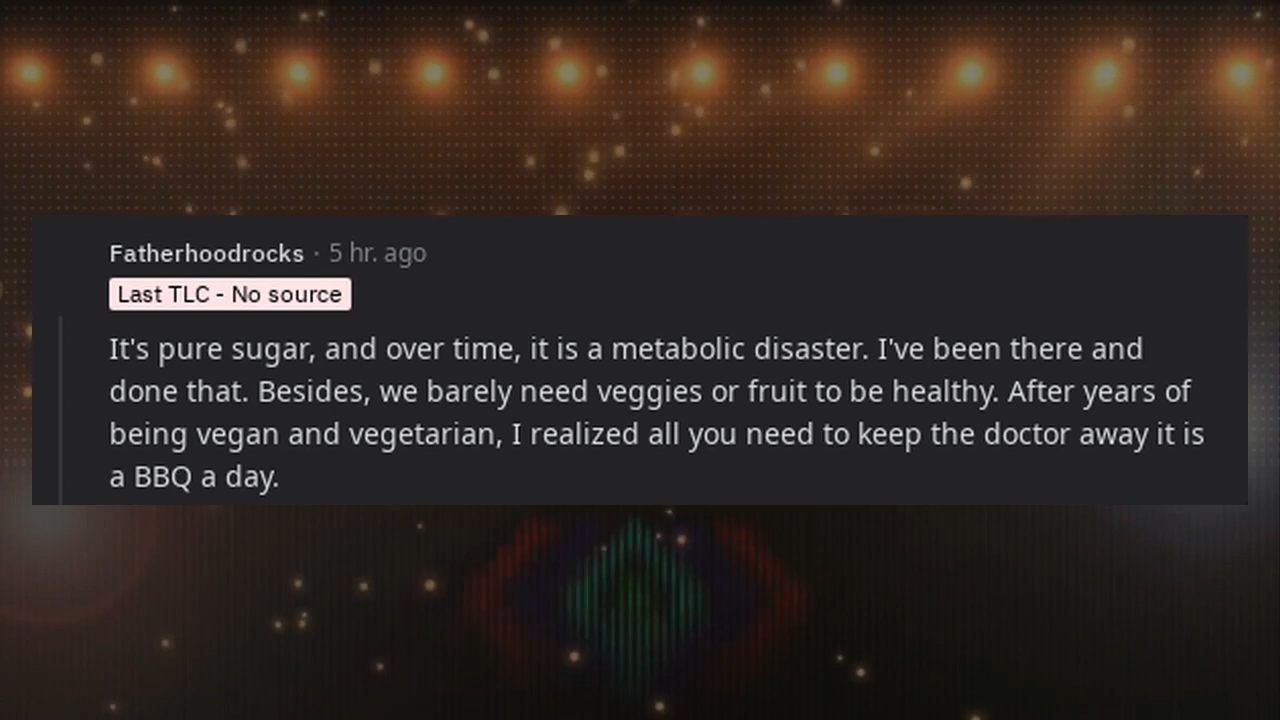 Fatherhoodrocks · 5 hr. ago
Last TLC - No source
It's pure sugar, and over time, it is a metabolic disaster. I've been there and
done that. Besides, we barely need veggies or fruit to be healthy. After years of
being vegan and vegetarian, I realized all you need to keep the doctor away it is
a BBQ a day.